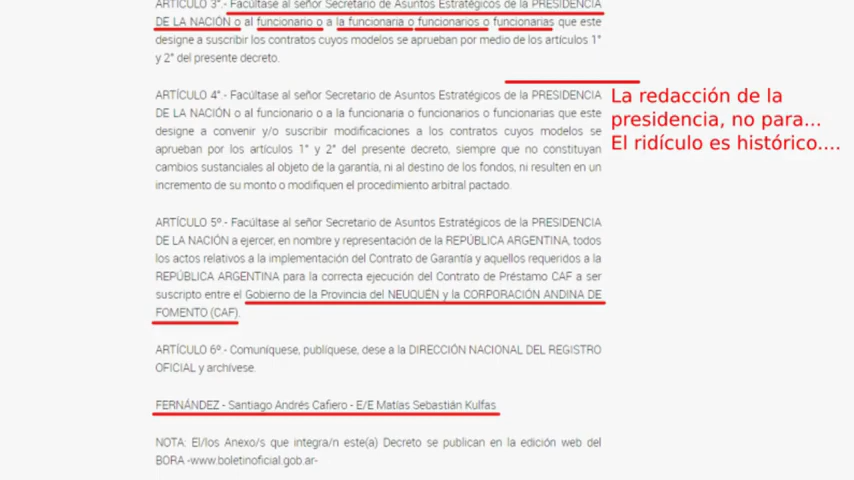 ARTÍCULO 3°.- Facúltase al señor Secretario de Asuntos Estratégicos de la PRESIDENCIA
DE LA NACIÓN o al funcionario o a la funcionaria o funcionarios o funcionarias que este
designe a suscribir los contratos cuyos modelos se aprueban por medio de los artículos 1°
y 2° del presente decreto.
ARTÍCULO 4°.- Facúltase al señor Secretario de Asuntos Estratégicos de la PRESIDENCIA
DE LA NACIÓN o al funcionario o a la funcionaria o funcionarios o funcionarias que este
designe a convenir y/o suscribir modificaciones a los contratos cuyos modelos se
aprueban por los artículos 1° y 2° del presente decreto, siempre que no constituyan
cambios sustanciales al objeto de la garantía, ni al destino de los fondos, ni resulten en un
incremento de su monto o modifiquen el procedimiento arbitral pactado.
La redacción de la
presidencia, no para...
El ridículo es histórico....
ARTÍCULO 5º.- Facúltase al señor Secretario de Asuntos Estratégicos de la PRESIDENCIA
DE LA NACIÓN a ejercer, en nombre y representación de la REPÚBLICA ARGENTINA, todos
los actos relativos a la implementación del Contrato de Garantía y aquellos requeridos a la
REPÚBLICA ARGENTINA para la correcta ejecución del Contrato de Préstamo CAF a ser
suscripto entre el Gobierno de la Provincia del NEUQUÉN y la CORPORACIÓN ANDINA DE
FOMENTO (CAF).
ARTÍCULO 6º.- Comuníquese, publíquese, dese a la DIRECCIÓN NACIONAL DEL REGISTRO
OFICIAL y archívese.
FERNÁNDEZ - Santiago Andrés Cafiero - E/E Matías Sebastián Kulfas
NOTA: El/los Anexo/s que integra/n este(a) Decreto se publican en la edición web del
BORA -www.boletinoficial.gob.ar-